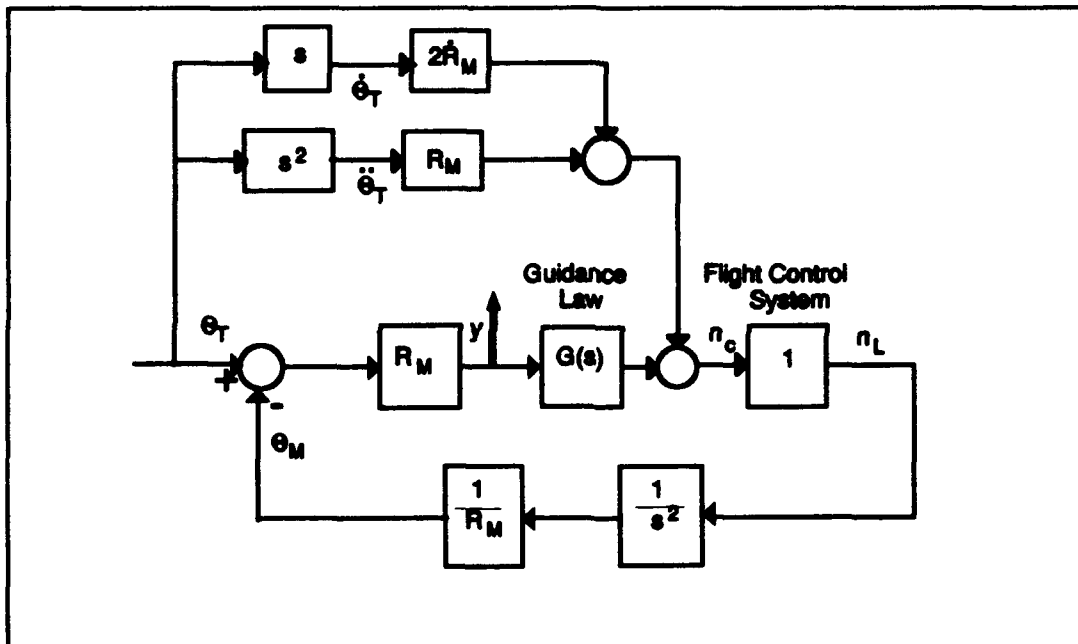 s
2Ṙ_M
Θ̇_T
s²
R_M
Θ̈_T
Guidance
Law
Flight Control
System
Θ_T
y
n_c
n_L
R_M
G(s)
1
+
-
Θ_M
1
R_M
1
s²